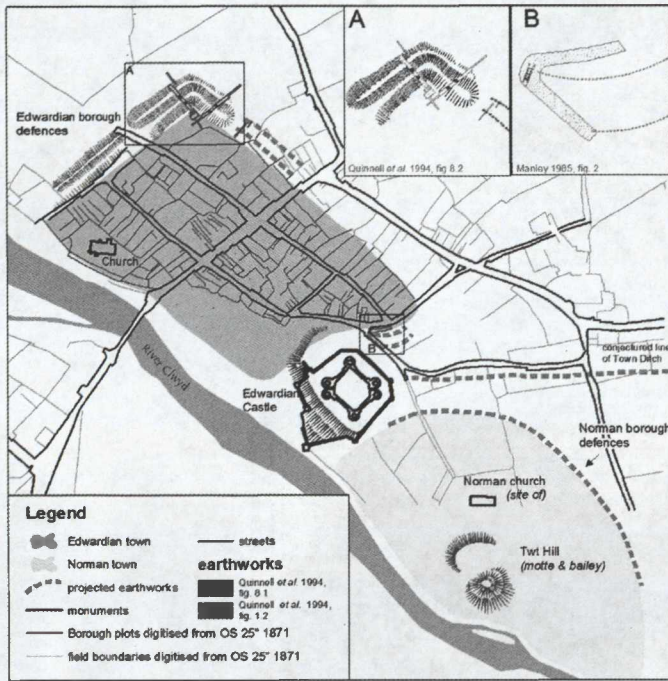 A
B
A
Edwardian borough
defences
Quinnell et al. 1994, fig 8.2
Manley 1985, fig. 2
Church
River Clwyd
B
conjectured line
of Town Ditch
Edwardian
Castle
Norman borough
defences
Norman church
(site of)
Twt Hill
(motte & bailey)
Legend
Edwardian town
Norman town
projected earthworks
monuments
Borough plots digitised from OS 25" 1871
field boundaries digitised from OS 25" 1871
streets
earthworks
Quinnell et al. 1994,
fig. 8.1
Quinnell et al. 1994,
fig. 1.2